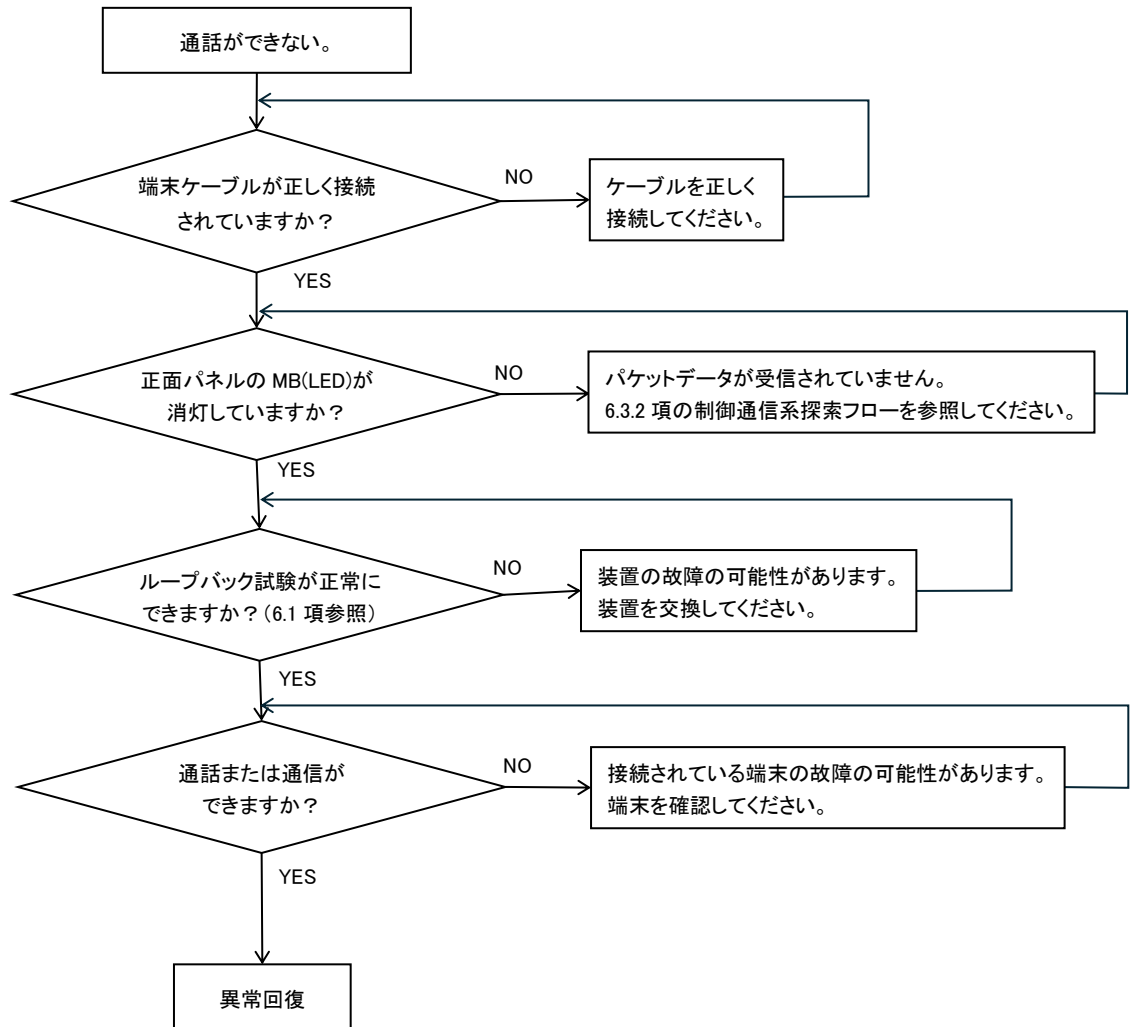 通話ができない。
端末ケーブルが正しく接続
されていますか？
NO
ケーブルを正しく
接続してください。
YES
正面パネルの MB(LED)が
消灯していますか？
NO
パケットデータが受信されていません。
6.3.2 項の制御通信系探索フローを参照してください。
YES
ループバック試験が正常に
できますか？(6.1 項参照)
NO
装置の故障の可能性があります。
装置を交換してください。
YES
通話または通信が
できますか？
NO
接続されている端末の故障の可能性があります。
端末を確認してください。
YES
異常回復